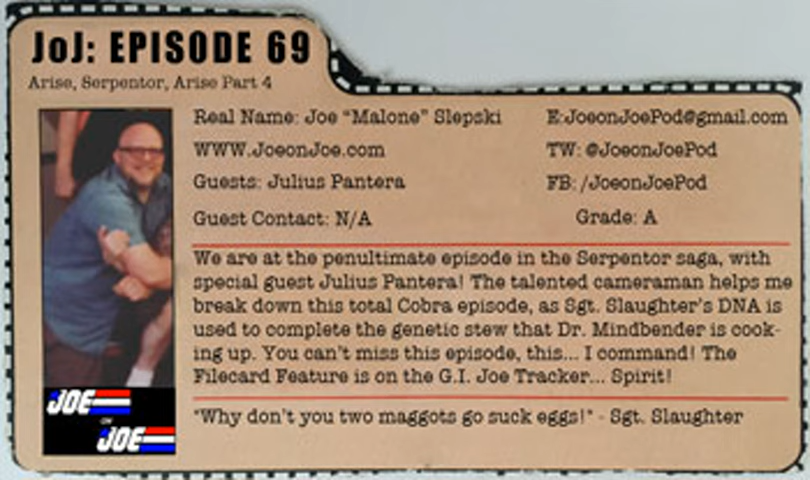 JoJ: EPISODE 69
Arise, Serpentor, Arise Part 4
Real Name: Joe "Malone" Slepski
E:JoeonJoePod@gmail.com
WWW.JoeonJoe.com
TW: @JoeonJoePod
Guests: Julius Pantera
FB: /JoeonJoePod
Guest Contact: N/A
Grade: A
We are at the penultimate episode in the Serpentor saga, with
special guest Julius Pantera! The talented cameraman helps me
break down this total Cobra episode, as Sgt. Slaughter's DNA is
used to complete the genetic stew that Dr. Mindbender is cook-
ing up. You can't miss this episode, this... I command! The
Filecard Feature is on the G.I. Joe Tracker... Spirit!
"Why don't you two maggots go suck eggs!" - Sgt. Slaughter
JOE
ON
JOE